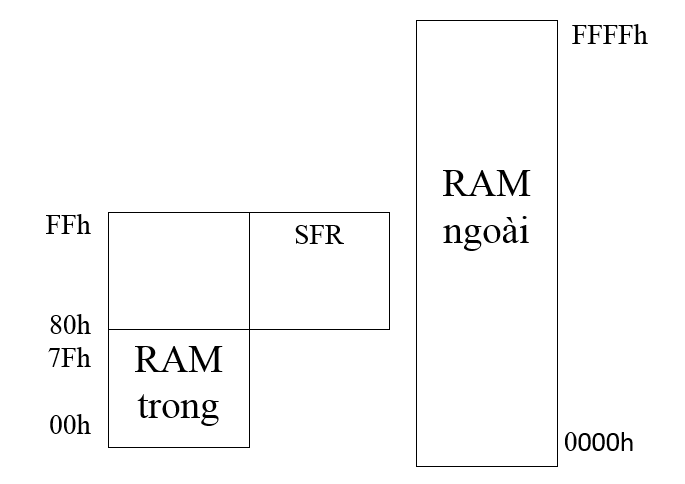 FFFFh
RAM
ngoài
FFh
SFR
80h
7Fh
RAM
trong
00h
0000h